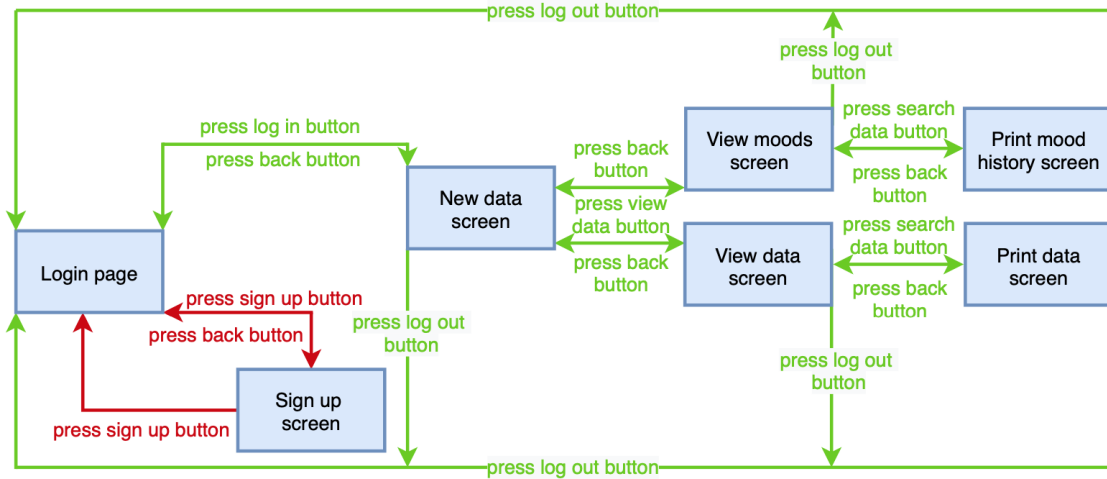 press log out button
press log out
button
press log in button
press back button
View moods
screen
press search
data button
press back
button
Print mood
history screen
press back
button
New data
screen
press view
data button
press back
button
View data
screen
press search
data button
press back
button
Print data
screen
Login page
press sign up button
press back button
press log out
button
press log out
button
Sign up
screen
press sign up button
press log out button